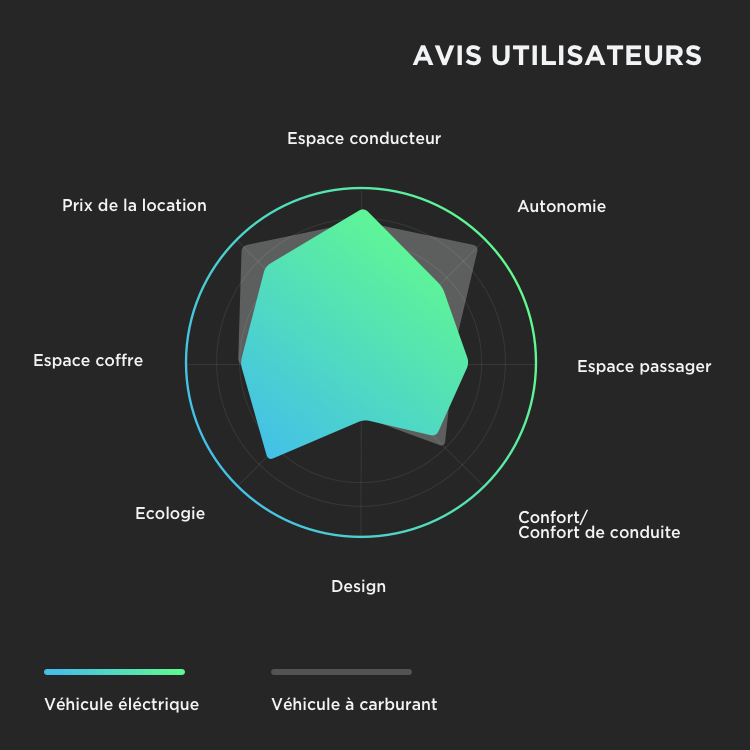 AVIS UTILISATEURS
Espace conducteur
Prix de la location
Autonomie
Espace coffre
Espace passager
Ecologie
Confort/
Confort de conduite
Design
Véhicule éléctrique
Véhicule à carburant